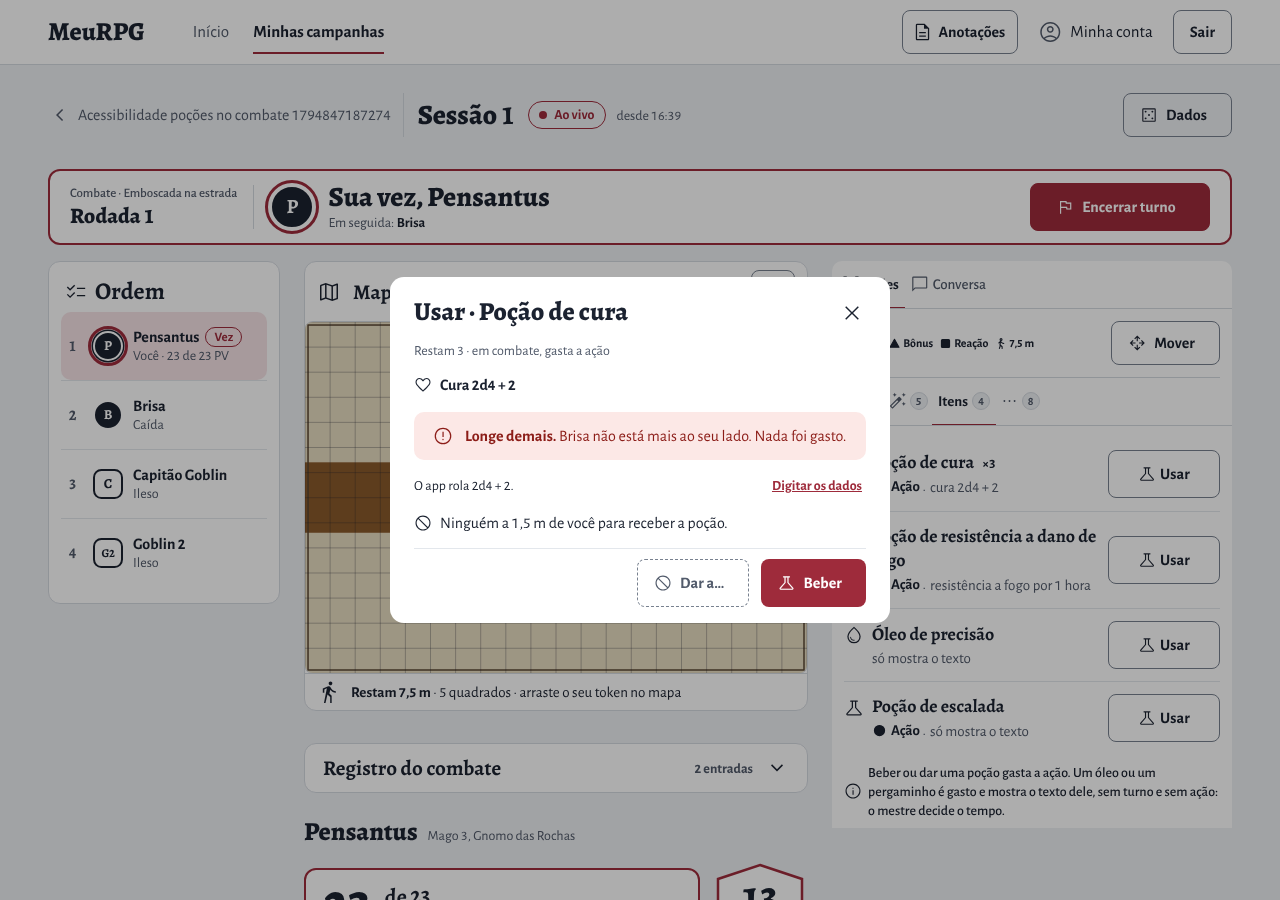 MeuRPG
Início
Minhas campanhas
Anotações
Minha conta
Sair
Acessibilidade poções no combate 1794847187274
Sessão 1
Ao vivo
desde 16:39
Dados
Combate · Emboscada na estrada
Rodada 1
P
Sua vez, Pensantus
Em seguida: Brisa
Encerrar turno
Ordem
1
P
Pensantus
Vez
Você · 23 de 23 PV
2
B
Brisa
Caída
3
C
Capitão Goblin
Ileso
4
G2
Goblin 2
Ileso
Usar · Poção de cura
Restam 3 · em combate, gasta a ação
Cura 2d4 + 2
Longe demais. Brisa não está mais ao seu lado. Nada foi gasto.
O app rola 2d4 + 2.
Digitar os dados
Ninguém a 1,5 m de você para receber a poção.
Dar a...
Beber
Restam 7,5 m · 5 quadrados · arraste o seu token no mapa
Registro do combate
2 entradas
Pensantus
Mago 3, Gnomo das Rochas
de 23
Conversa
Bônus
Reação
7,5 m
Mover
5
Itens
4
8
de cura
×3
Ação · cura 2d4 + 2
Usar
de resistência a dano de
Ação · resistência a fogo por 1 hora
Usar
Óleo de precisão
só mostra o texto
Usar
Poção de escalada
Ação · só mostra o texto
Usar
Beber ou dar uma poção gasta a ação. Um óleo ou um
pergaminho é gasto e mostra o texto dele, sem turno e sem ação:
o mestre decide o tempo.